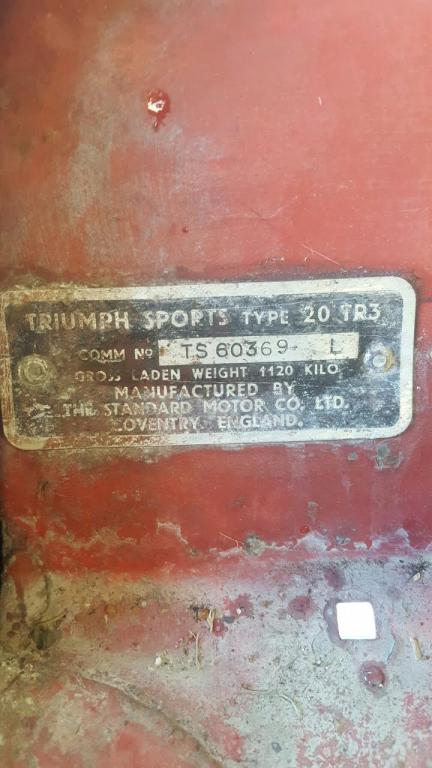 TRIUMPH SPORTS TYPE 20 TR3
COMM Nº TS 60369 L
GROSS LADEN WEIGHT 1120 KILO
MANUFACTURED BY
THE STANDARD MOTOR CO. LTD.
COVENTRY, ENGLAND.